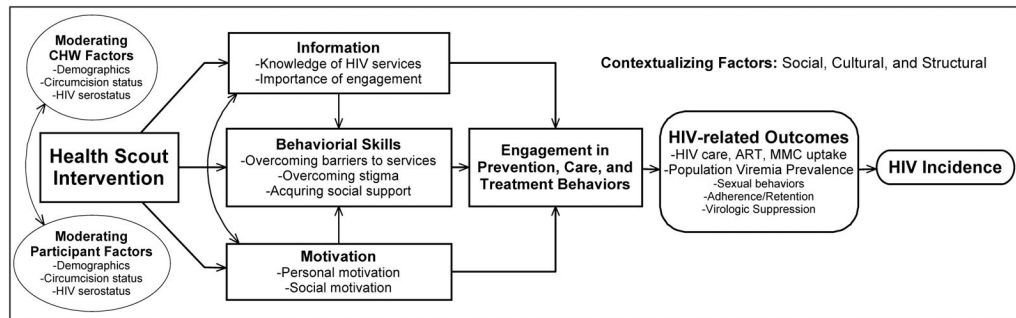 Moderating
CHW Factors
-Demographics
-Circumcision status
-HIV serostatus
Health Scout
Intervention
Moderating
Participant Factors
-Demographics
-Circumcision status
-HIV serostatus
Information
-Knowledge of HIV services
-Importance of engagement
Behaviorial Skills
-Overcoming barriers to services
-Overcoming stigma
-Acquring social support
Motivation
-Personal motivation
-Social motivation
Engagement in
Prevention, Care, and
Treatment Behaviors
Contextualizing Factors: Social, Cultural, and Structural
HIV-related Outcomes
-HIV care, ART, MMC uptake
-Population Viremia Prevalence
-Sexual behaviors
-Adherence/Retention
-Virologic Suppression
HIV Incidence